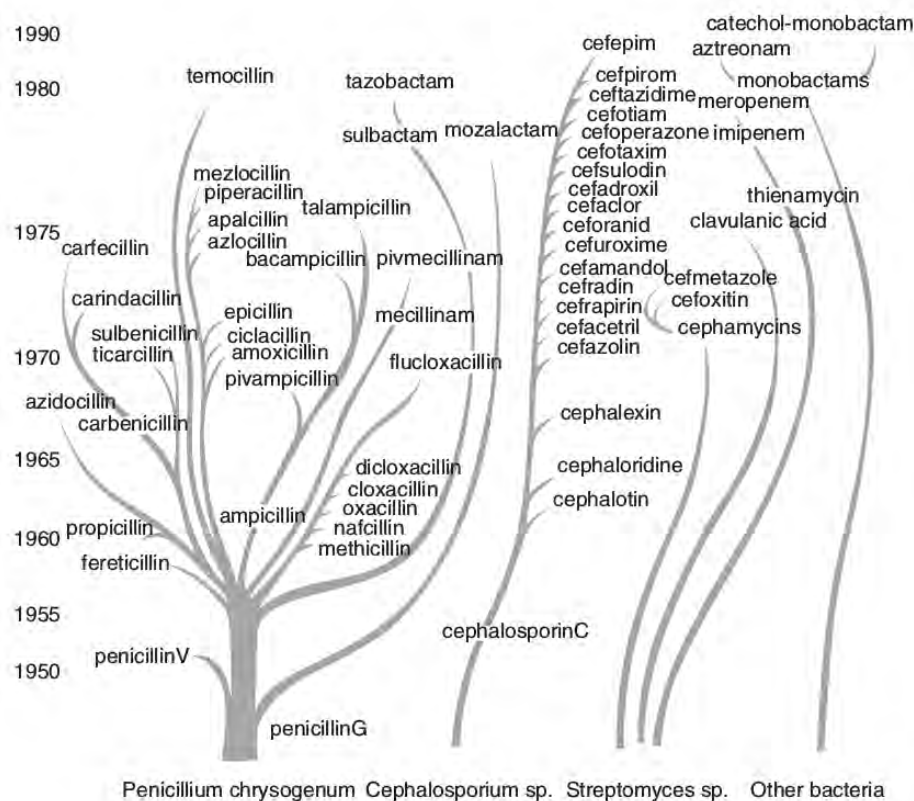 1990
1980
1975
1970
1965
1960
1955
1950
temocillin
mezlocillin
piperacillin
apalcillin
azlocillin
talampicillin
bacampicillin
carfecillin
carindacillin
sulbenicillin
ticarcillin
epicillin
ciclacillin
amoxicillin
pivampicillin
azidocillin
carbenicillin
propicillin
fereticillin
ampicillin
penicillinV
penicillinG
tazobactam
sulbactam
mozalactam
pivmecillinam
mecillinam
flucloxacillin
dicloxacillin
cloxacillin
oxacillin
nafcillin
methicillin
cefepim
cefpirom
ceftazidime
cefotiam
cefoperazone
cefotaxim
cefsulodin
cefadroxil
cefaclor
ceforanid
cefuroxime
cefamandol
cefradin
cefrapirin
cefacetril
cefazolin
cephalexin
cephaloridine
cephalotin
cephalosporinC
catechol-monobactam
aztreonam
monobactams
meropenem
imipenem
thienamycin
clavulanic acid
cefmetazole
cefoxitin
cephamycins
Penicillium chrysogenum
Cephalosporium sp.
Streptomyces sp.
Other bacteria